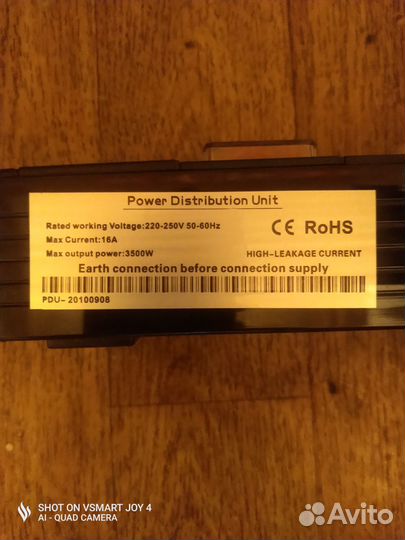 Power Distribution Unit
Rated working Voltage:220-250V 50-60Hz
Max Current:16A
CE RoHS
Max output power:3500W
HIGH-LEAKAGE CURRENT
Earth connection before connection supply
PDU- 20100908
SHOT ON VSMART JOY 4
AI - QUAD CAMERA
Avito